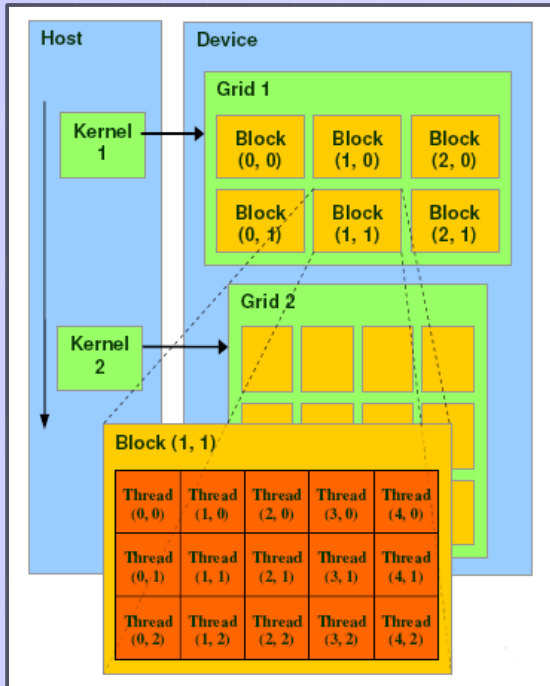 Host
Device
Grid 1
Kernel
1
Block
(0, 0)
Block
(1, 0)
Block
(2, 0)
Block
(0, 1)
Block
(1, 1)
Block
(2, 1)
Grid 2
Kernel
2
Block (1, 1)
Thread
(0, 0)
Thread
(1, 0)
Thread
(2, 0)
Thread
(3, 0)
Thread
(4, 0)
Thread
(0, 1)
Thread
(1, 1)
Thread
(2, 1)
Thread
(3, 1)
Thread
(4, 1)
Thread
(0, 2)
Thread
(1, 2)
Thread
(2, 2)
Thread
(3, 2)
Thread
(4, 2)